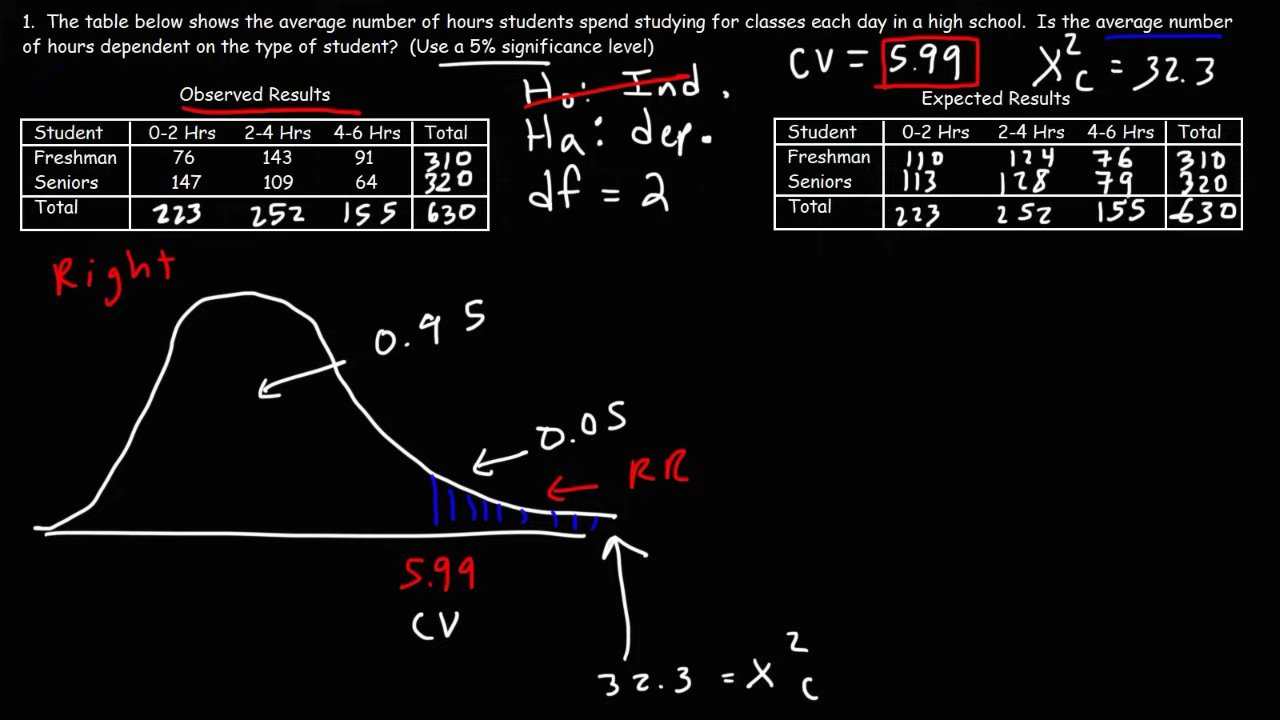 1. The table below shows the average number of hours students spend studying for classes each day in a high school. Is the average number
of hours dependent on the type of student? (Use a 5% significance level)
CV = 5.99
X²c = 32.3
Observed Results
Student 0-2 Hrs 2-4 Hrs 4-6 Hrs Total
Freshman 76 143 91 310
Seniors 147 109 64 320
Total 223 252 155 630
H₀: Ind.
Ha: dep.
df = 2
Expected Results
Student 0-2 Hrs 2-4 Hrs 4-6 Hrs Total
Freshman 110 124 76 310
Seniors 113 128 79 320
Total 223 252 155 630
Right
0.95
0.05
RR
5.99
CV
32.3 = X²c